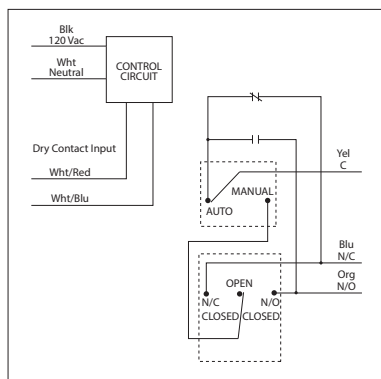 Blk
120 Vac
Wht
Neutral
CONTROL
CIRCUIT
Dry Contact Input
Wht/Red
Wht/Blu
Yel
C
MANUAL
AUTO
Blu
N/C
OPEN
Org
N/O
N/C
N/O
CLOSED
CLOSED